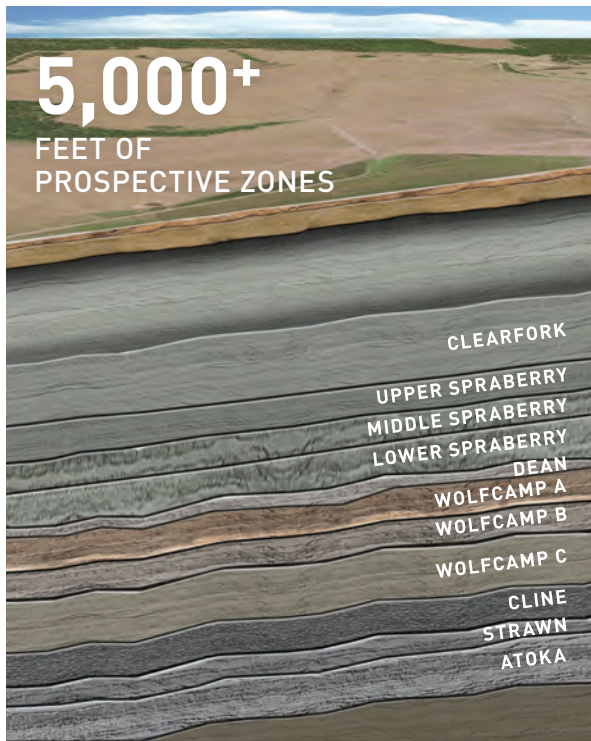 5,000+
FEET OF
PROSPECTIVE ZONES
CLEARFORK
UPPER SPRABERRY
MIDDLE SPRABERRY
LOWER SPRABERRY
DEAN
WOLFCAMP A
WOLFCAMP B
WOLFCAMP C
CLINE
STRAWN
ATOKA